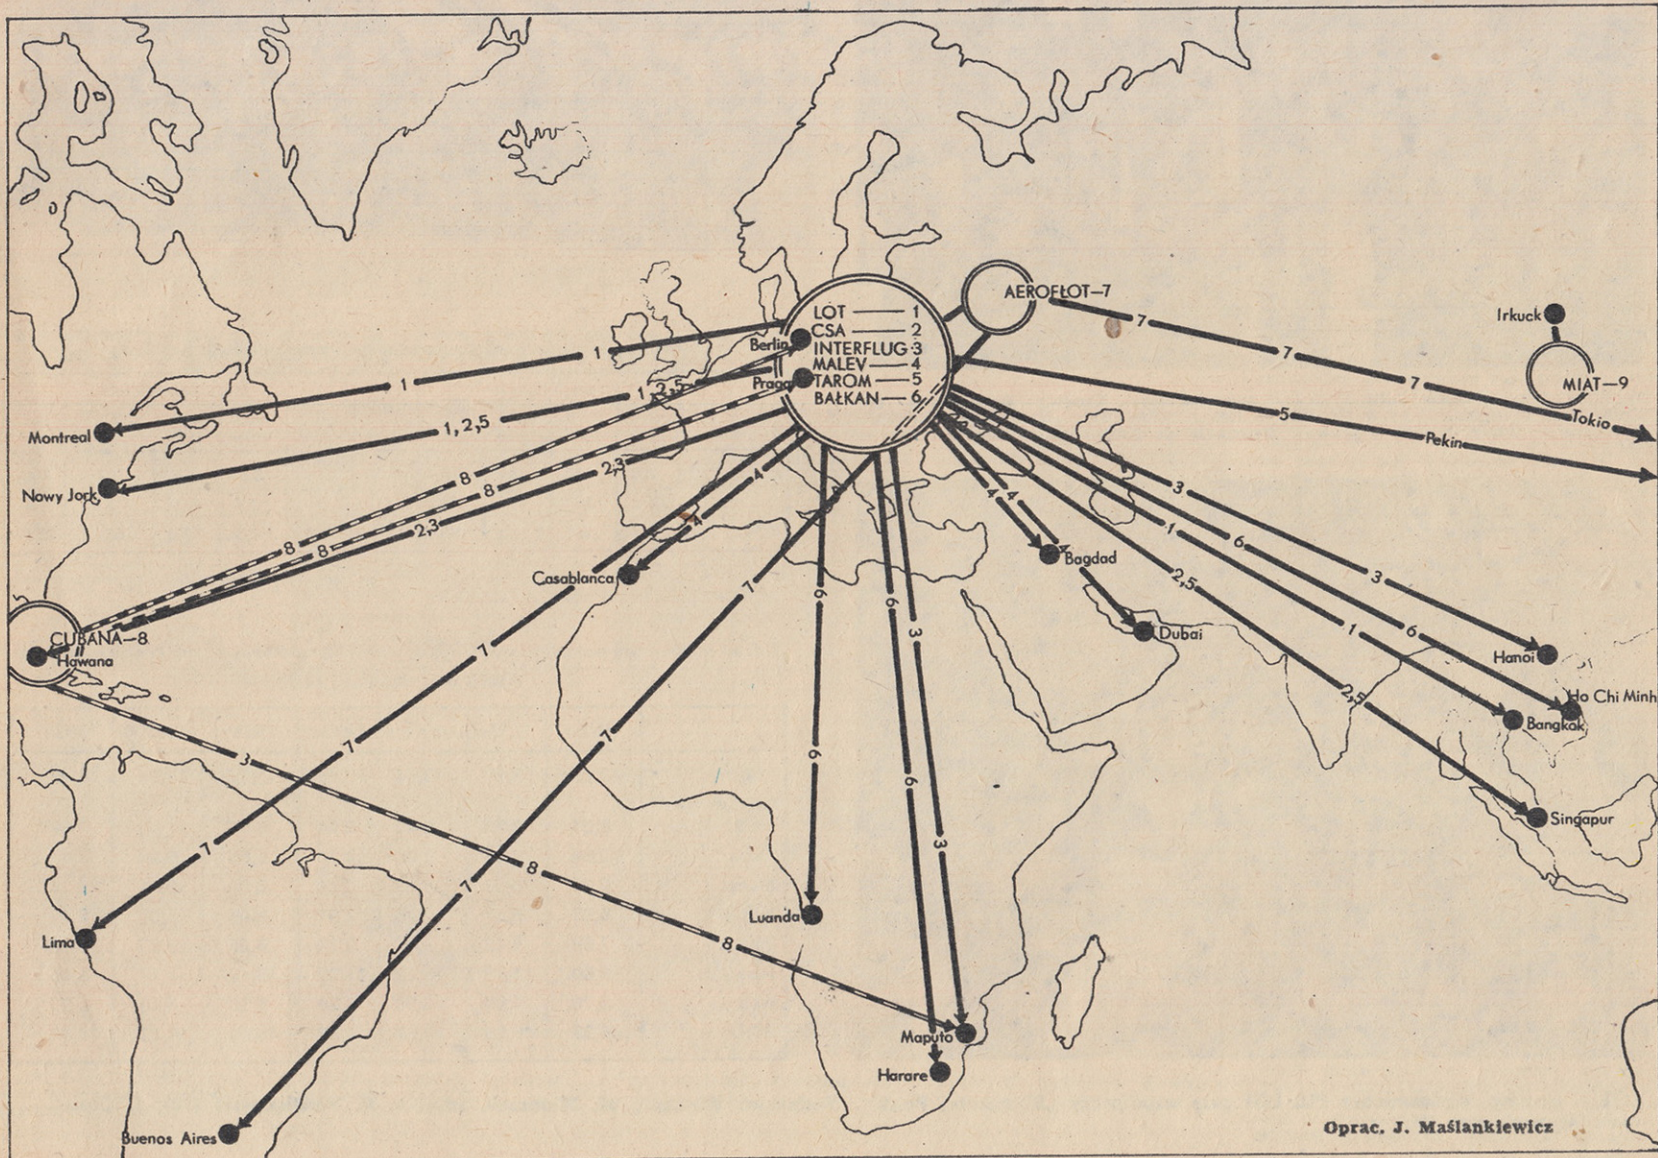 LOT — 1
CSA — 2
INTERFLUG-3
MALEV — 4
TAROM — 5
BAŁKAN — 6
Berlin
Praga
AEROFŁOT—7
7
7
7
Tokio
Irkuck
MIAT—9
5
Pekin
1
1
Montreal
1,2,5
1,2,5
Nowy Jork
8
8
2,3
8
8
2,3
CUBANA—8
Hawana
4
4
Casablanca
7
7
7
Lima
7
7
7
Buenos Aires
3
8
8
6
6
Luanda
6
6
3
3
Maputo
Harare
4
4
Bagdad
Dubai
3
3
Hanoi
6
6
Ho Chi Minh
1
1
Bangkok
2,5
2,5
Singapur
Oprac. J. Maślankiewicz